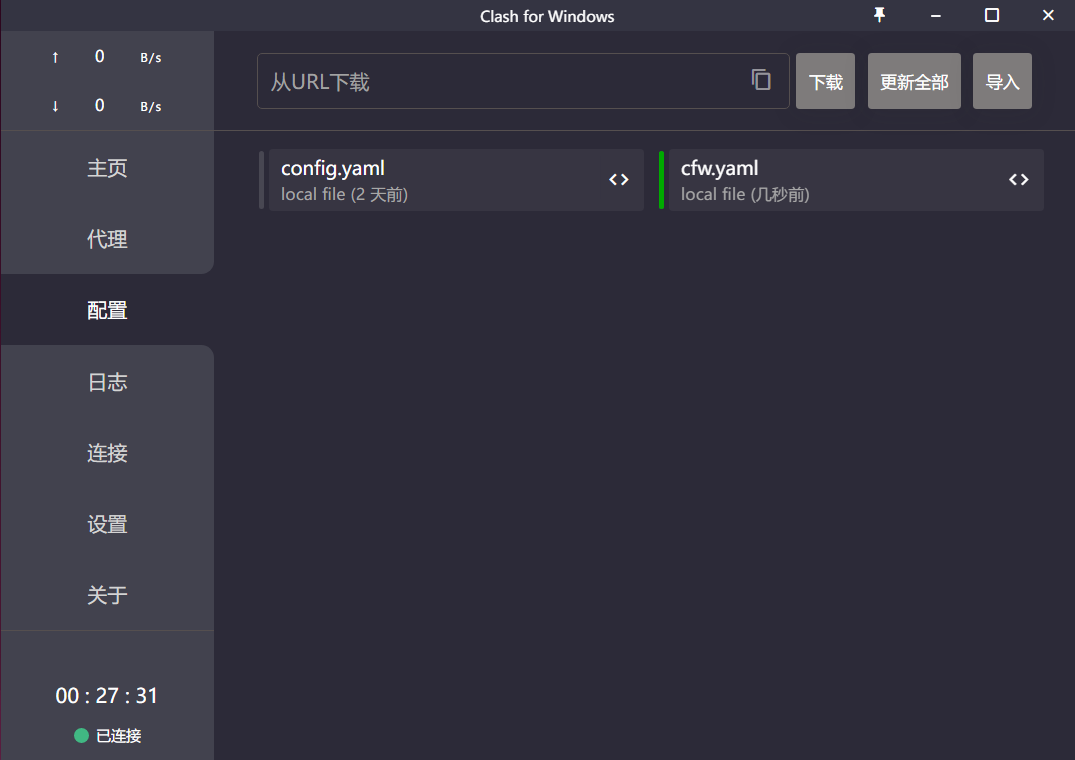 Clash for Windows
↑ 0 B/s
↓ 0 B/s
主页
代理
配置
日志
连接
设置
关于
00 : 27 : 31
已连接
从URL下载
下载
更新全部
导入
config.yaml
local file (2 天前)
cfw.yaml
local file (几秒前)